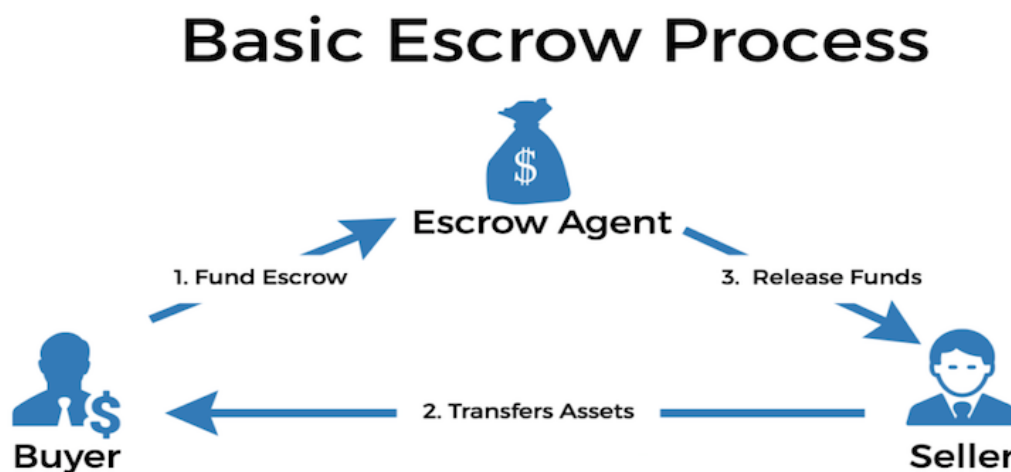 Basic Escrow Process
$
Escrow Agent
1. Fund Escrow
3. Release Funds
$
2. Transfers Assets
Buyer
Seller